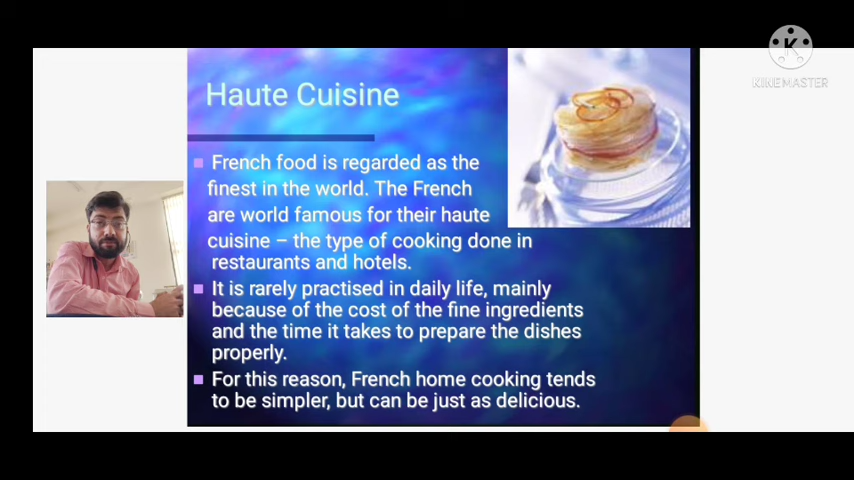 KINEMASTER
Haute Cuisine
French food is regarded as the
finest in the world. The French
are world famous for their haute
cuisine – the type of cooking done in
restaurants and hotels.
It is rarely practised in daily life, mainly
because of the cost of the fine ingredients
and the time it takes to prepare the dishes
properly.
For this reason, French home cooking tends
to be simpler, but can be just as delicious.